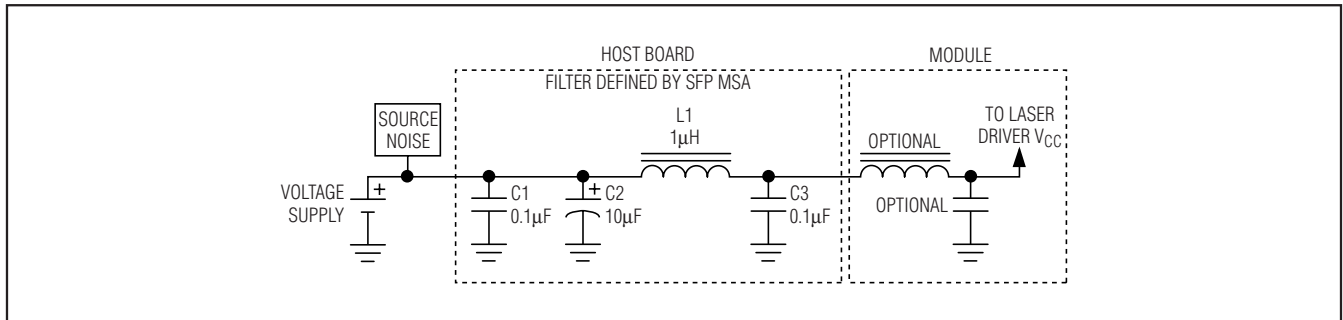 HOST BOARD
FILTER DEFINED BY SFP MSA
MODULE
SOURCE
NOISE
VOLTAGE
SUPPLY
+
C1
0.1μF
+
C2
10μF
L1
1μH
C3
0.1μF
OPTIONAL
OPTIONAL
TO LASER
DRIVER VCC